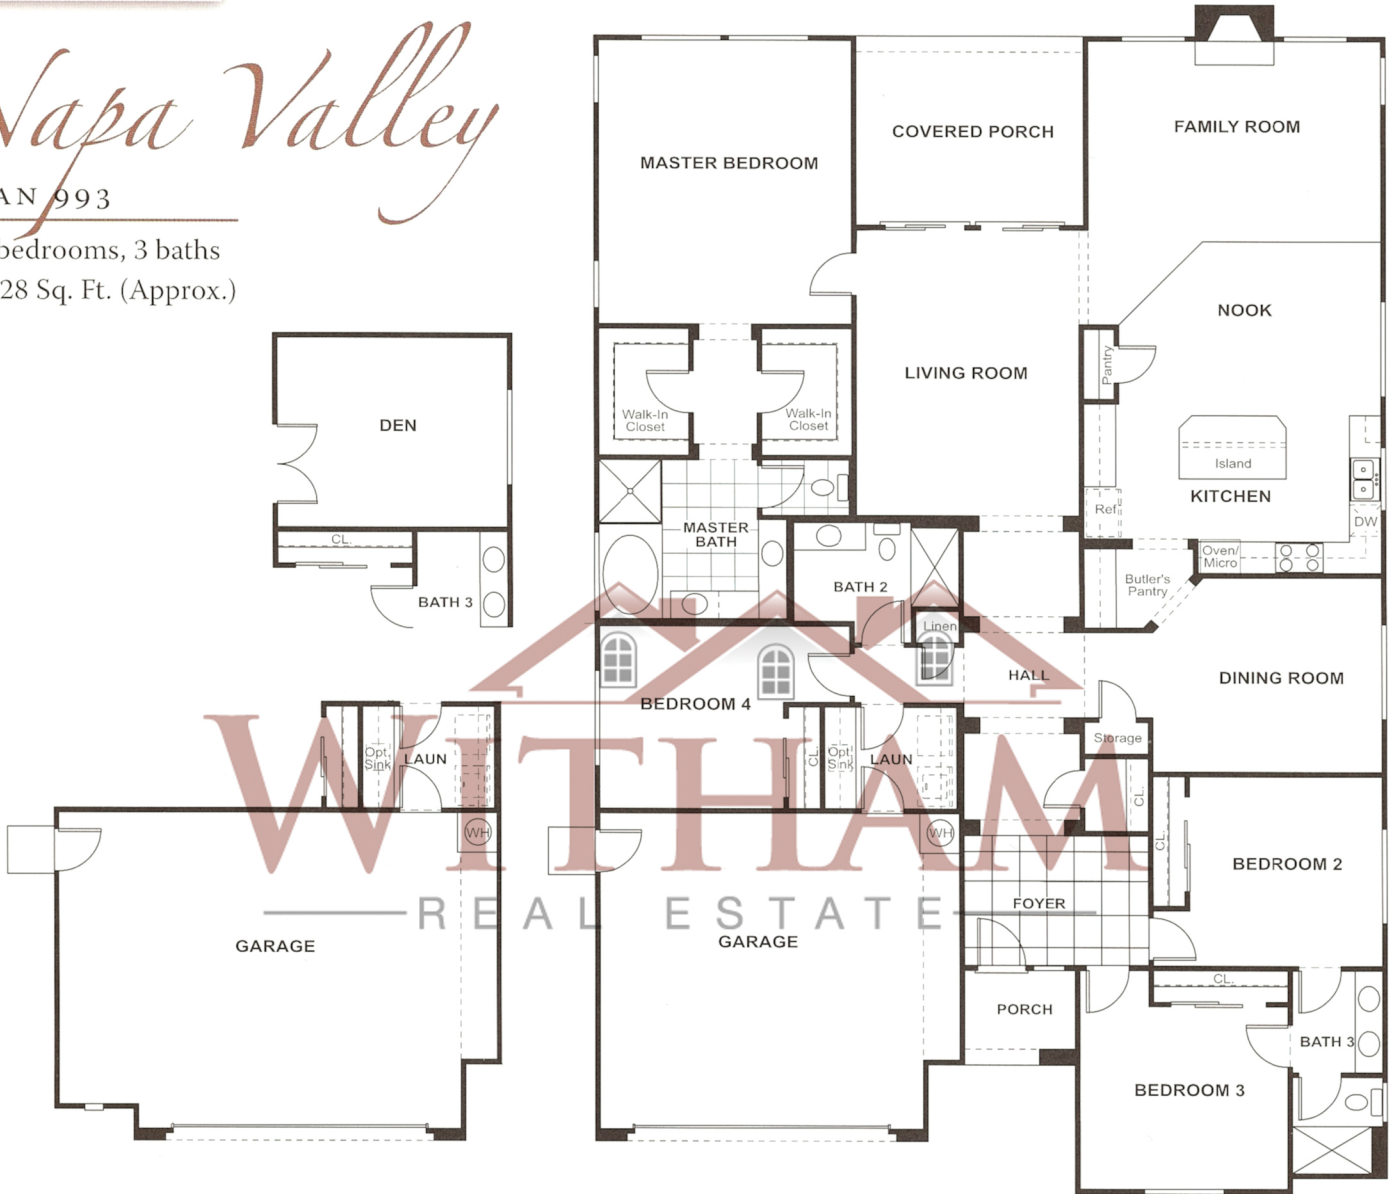 Napa Valley
AN 993
bedrooms, 3 baths
28 Sq. Ft. (Approx.)
COVERED PORCH
FAMILY ROOM
MASTER BEDROOM
NOOK
LIVING ROOM
Pantry
Walk-In
Closet
Walk-In
Closet
Island
KITCHEN
Ref.
DW
Oven/
Micro
Butler's
Pantry
MASTER
BATH
BATH 2
Linen
HALL
DINING ROOM
BEDROOM 4
Storage
CL.
Opt.
Sink
LAUN
CL.
CL.
BEDROOM 2
WH
FOYER
GARAGE
PORCH
CL.
BATH 3
BEDROOM 3
DEN
CL.
BATH 3
Opt.
Sink
LAUN
WH
GARAGE
WITHAM
REAL ESTATE